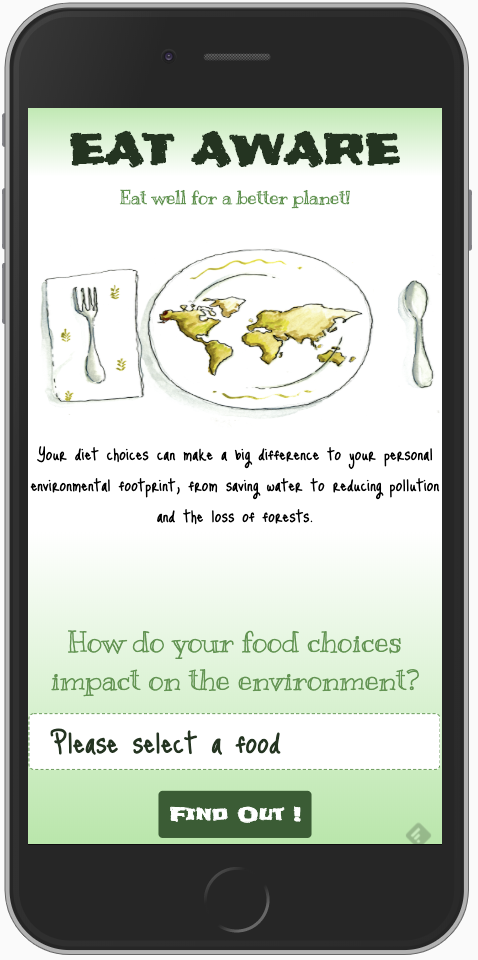 EAT AWARE
Eat well for a better planet!
Your diet choices can make a big difference to your personal
environmental footprint, from saving water to reducing pollution
and the loss of forests.
How do your food choices
impact on the environment?
Please select a food
Find Out !